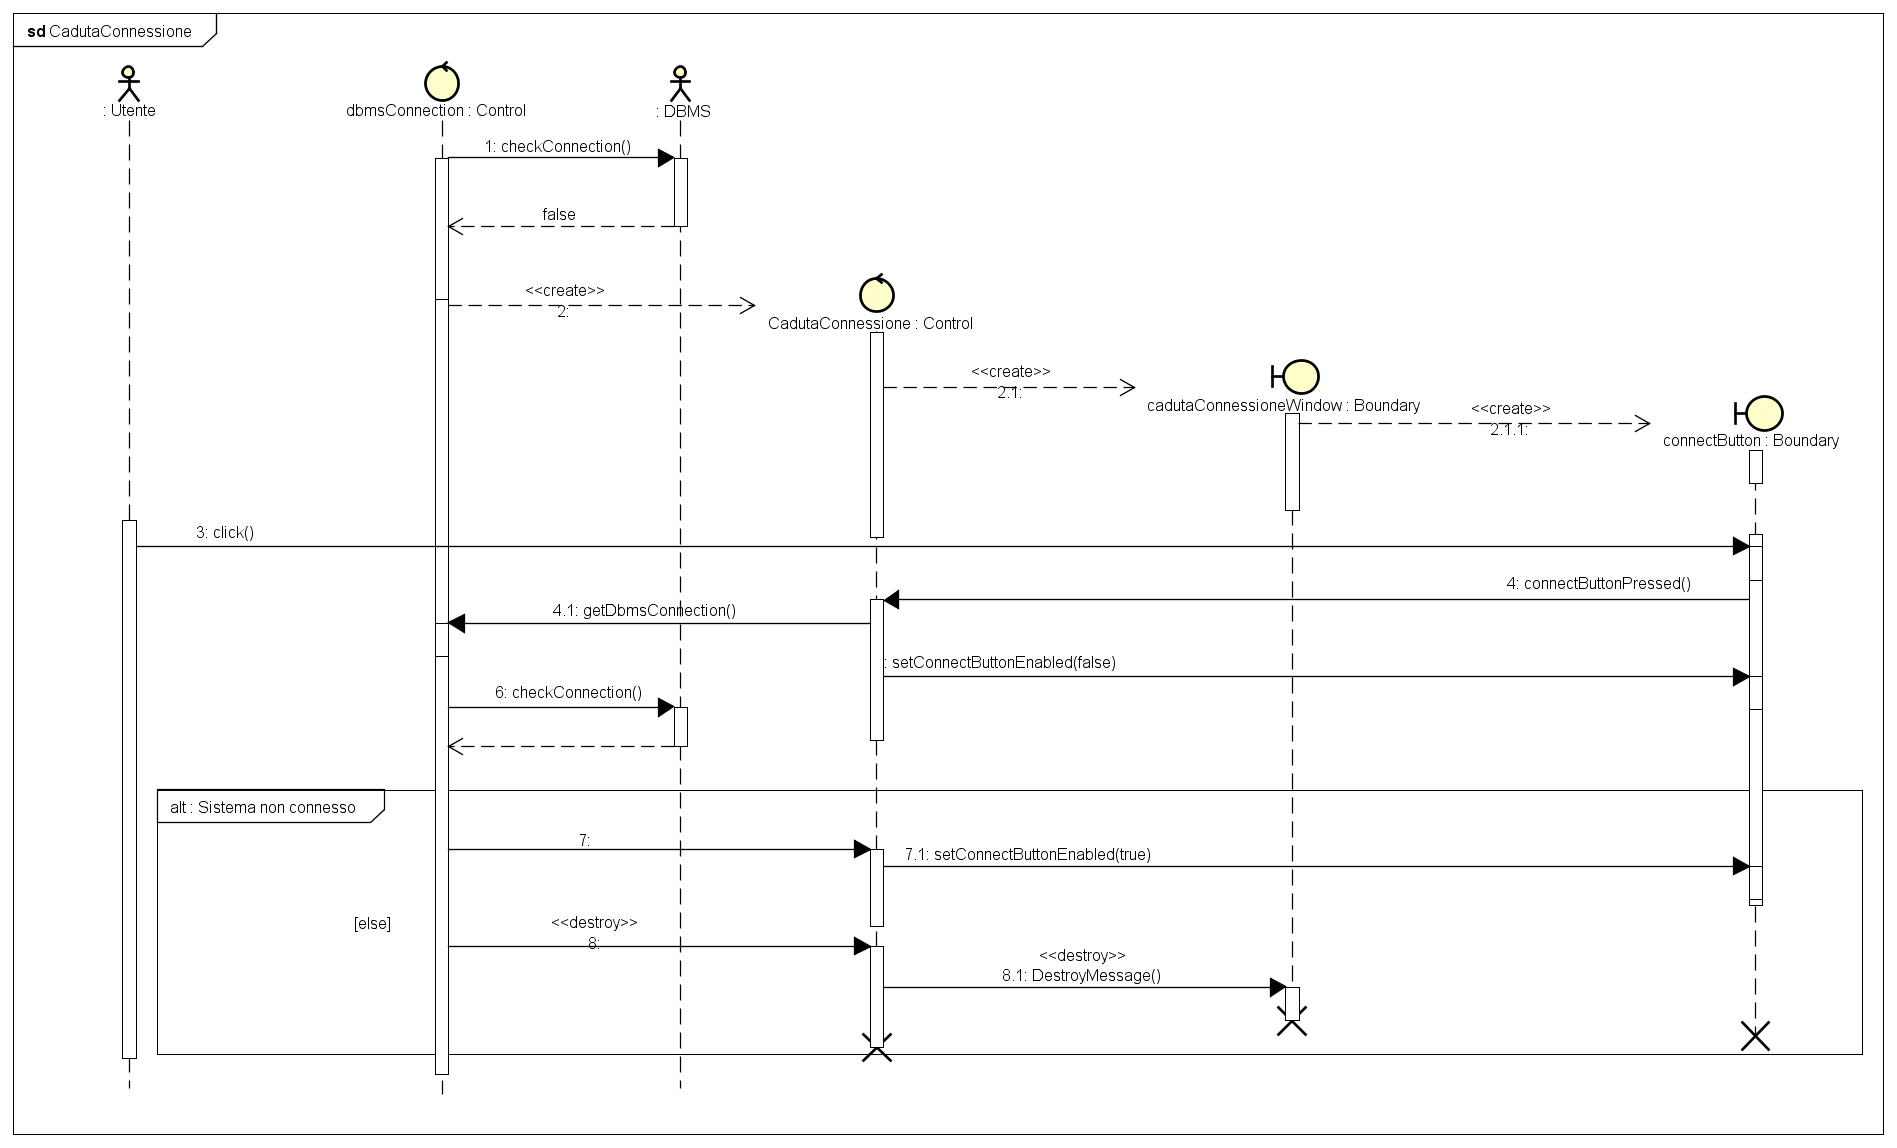 sd CadutaConnessione
: Utente
dbmsConnection : Control
: DBMS
1: checkConnection()
false
<<create>>
2:
CadutaConnessione : Control
<<create>>
2.1:
cadutaConnessioneWindow : Boundary
<<create>>
2.1.1:
connectButton : Boundary
3: click()
4: connectButtonPressed()
4.1: getDbmsConnection()
: setConnectButtonEnabled(false)
6: checkConnection()
alt : Sistema non connesso
7:
7.1: setConnectButtonEnabled(true)
[else]
<<destroy>>
8:
<<destroy>>
8.1: DestroyMessage()